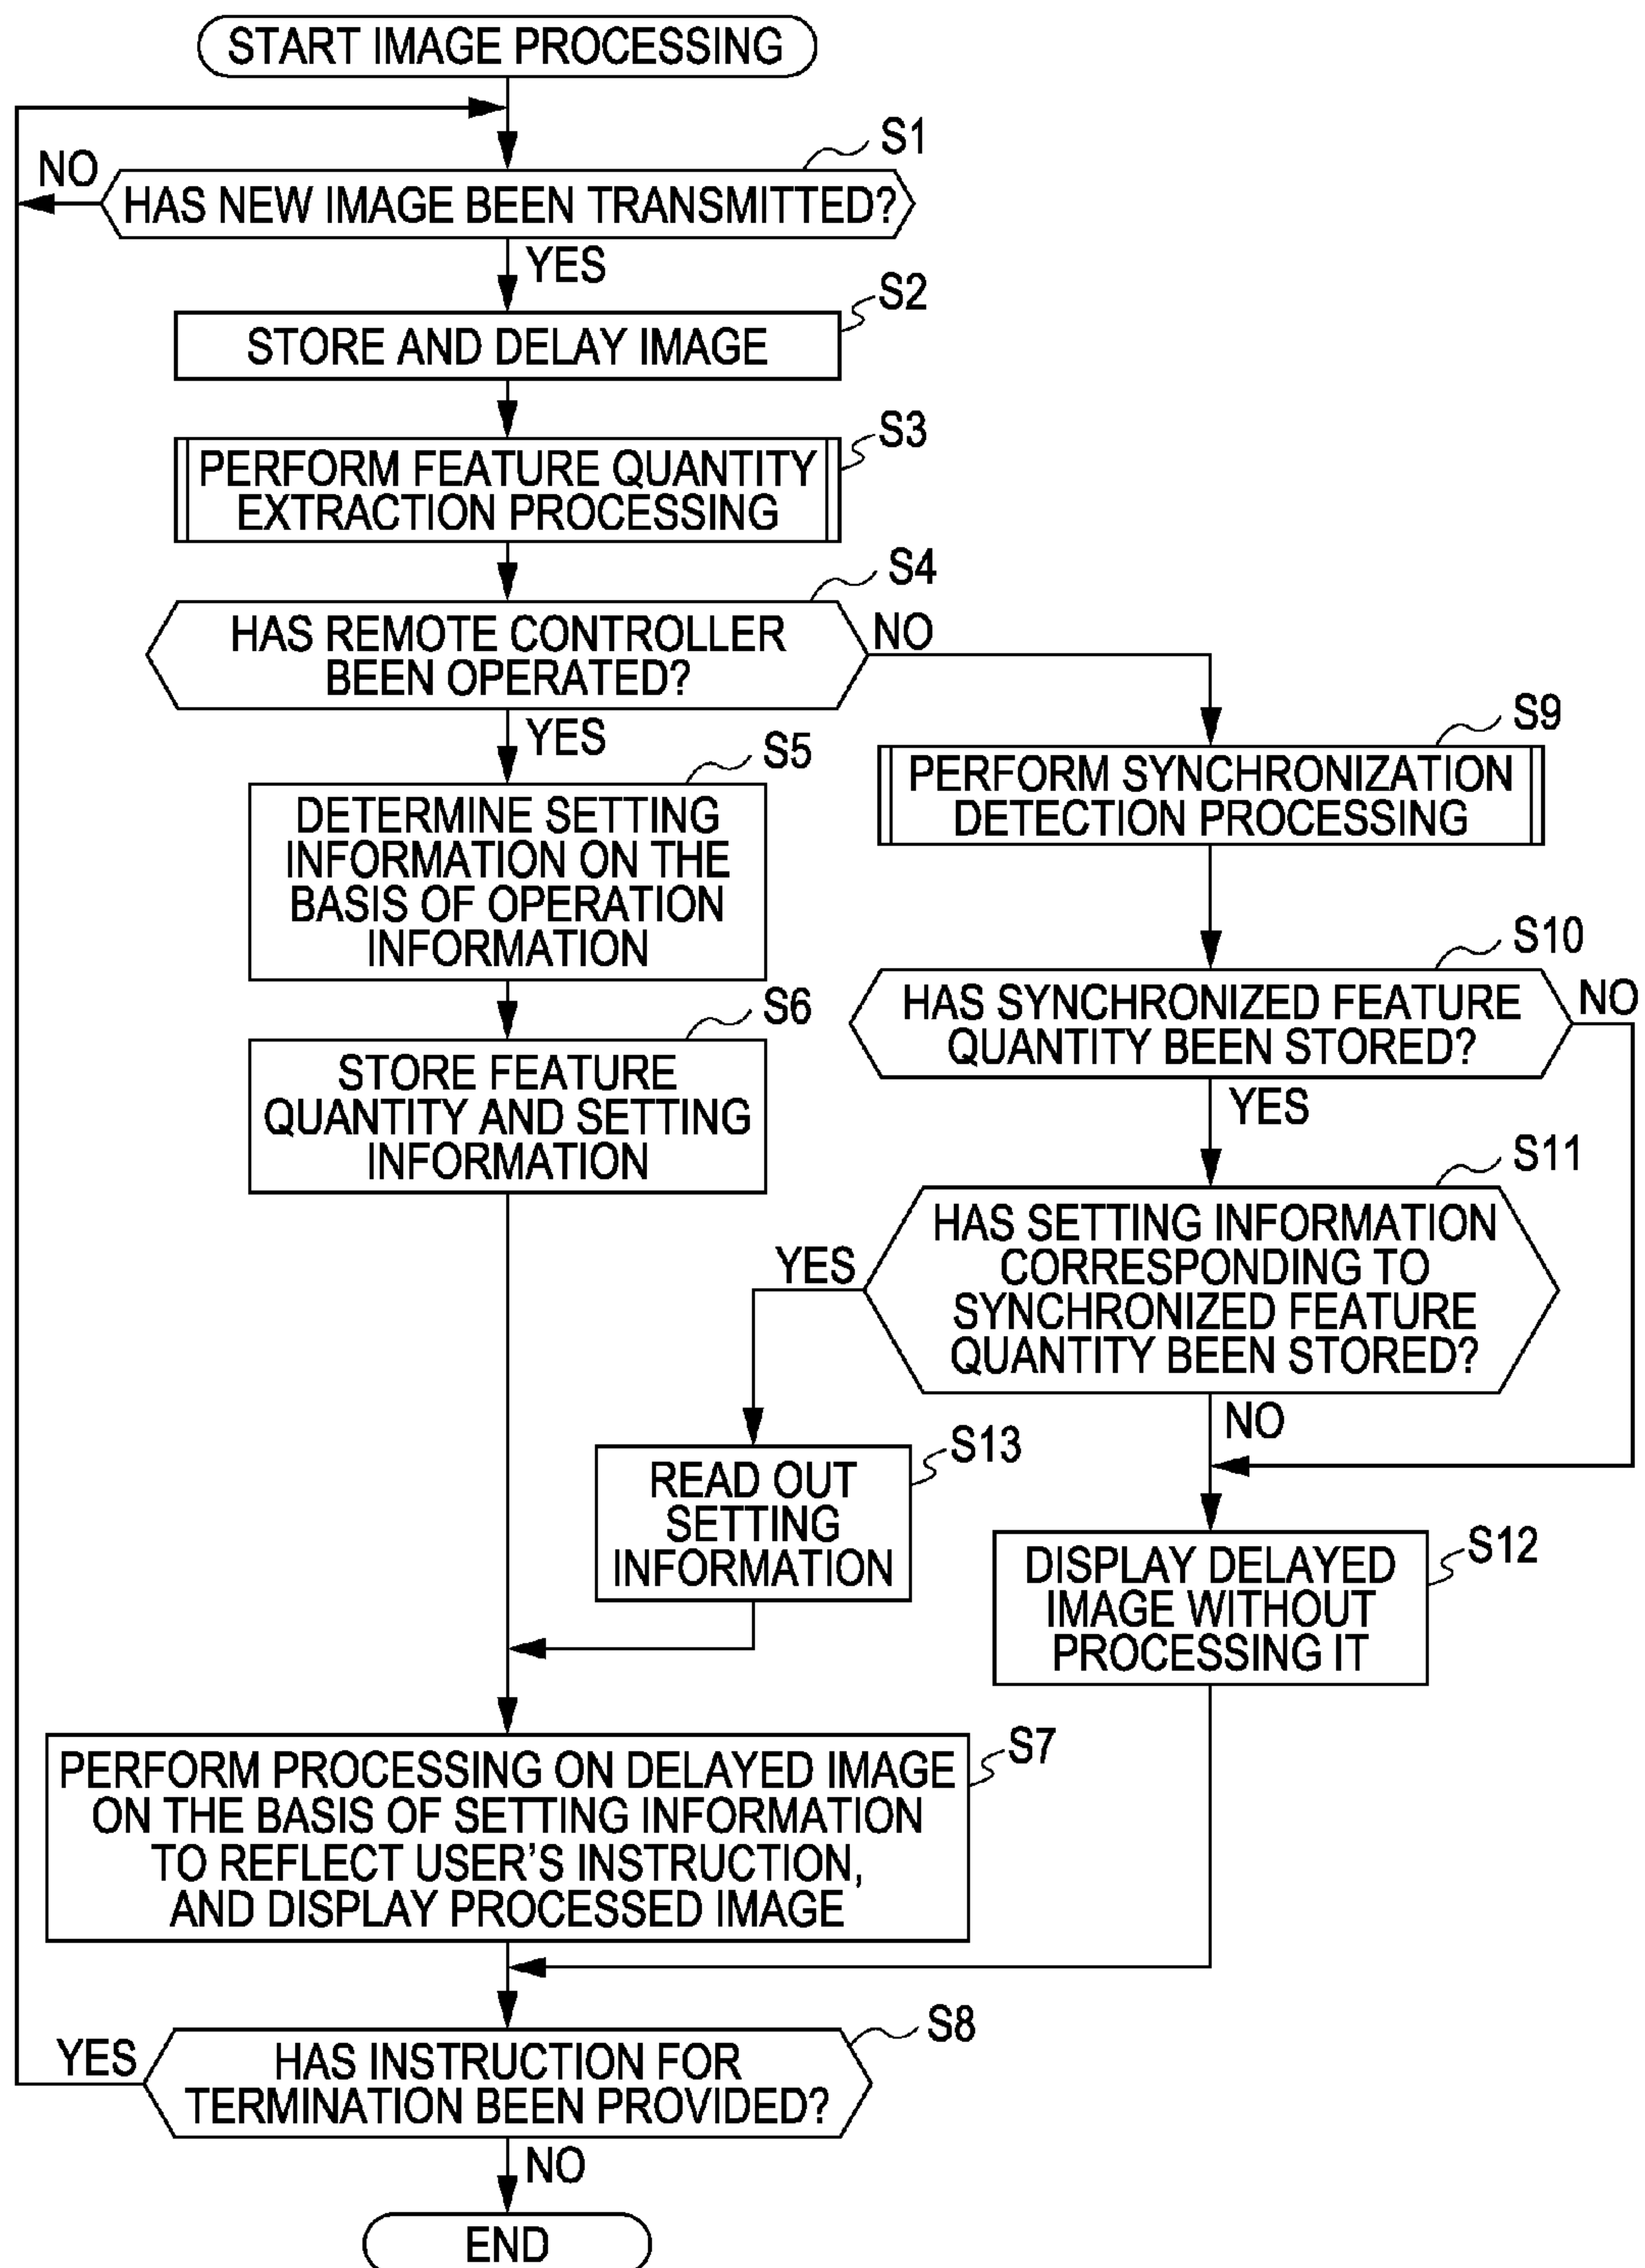 START IMAGE PROCESSING
S1
NO
HAS NEW IMAGE BEEN TRANSMITTED?
YES
S2
STORE AND DELAY IMAGE
S3
PERFORM FEATURE QUANTITY
EXTRACTION PROCESSING
S4
HAS REMOTE CONTROLLER
BEEN OPERATED?
NO
YES
S5
DETERMINE SETTING
INFORMATION ON THE
BASIS OF OPERATION
INFORMATION
S6
STORE FEATURE
QUANTITY AND SETTING
INFORMATION
S9
PERFORM SYNCHRONIZATION
DETECTION PROCESSING
S10
HAS SYNCHRONIZED FEATURE
QUANTITY BEEN STORED?
NO
YES
S11
HAS SETTING INFORMATION
CORRESPONDING TO
SYNCHRONIZED FEATURE
QUANTITY BEEN STORED?
YES
NO
S13
READ OUT
SETTING
INFORMATION
S12
DISPLAY DELAYED
IMAGE WITHOUT
PROCESSING IT
S7
PERFORM PROCESSING ON DELAYED IMAGE
ON THE BASIS OF SETTING INFORMATION
TO REFLECT USER'S INSTRUCTION,
AND DISPLAY PROCESSED IMAGE
S8
YES
HAS INSTRUCTION FOR
TERMINATION BEEN PROVIDED?
NO
END